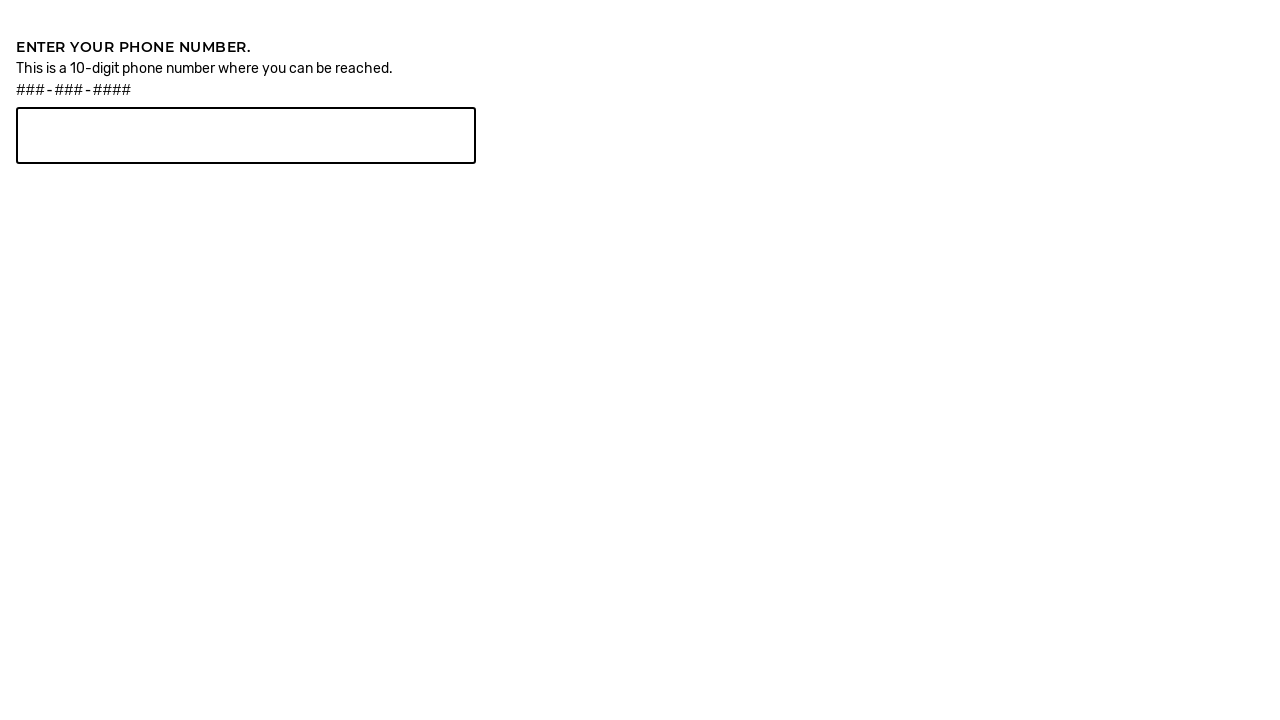 ENTER YOUR PHONE NUMBER.
This is a 10-digit phone number where you can be reached.
###-###-####